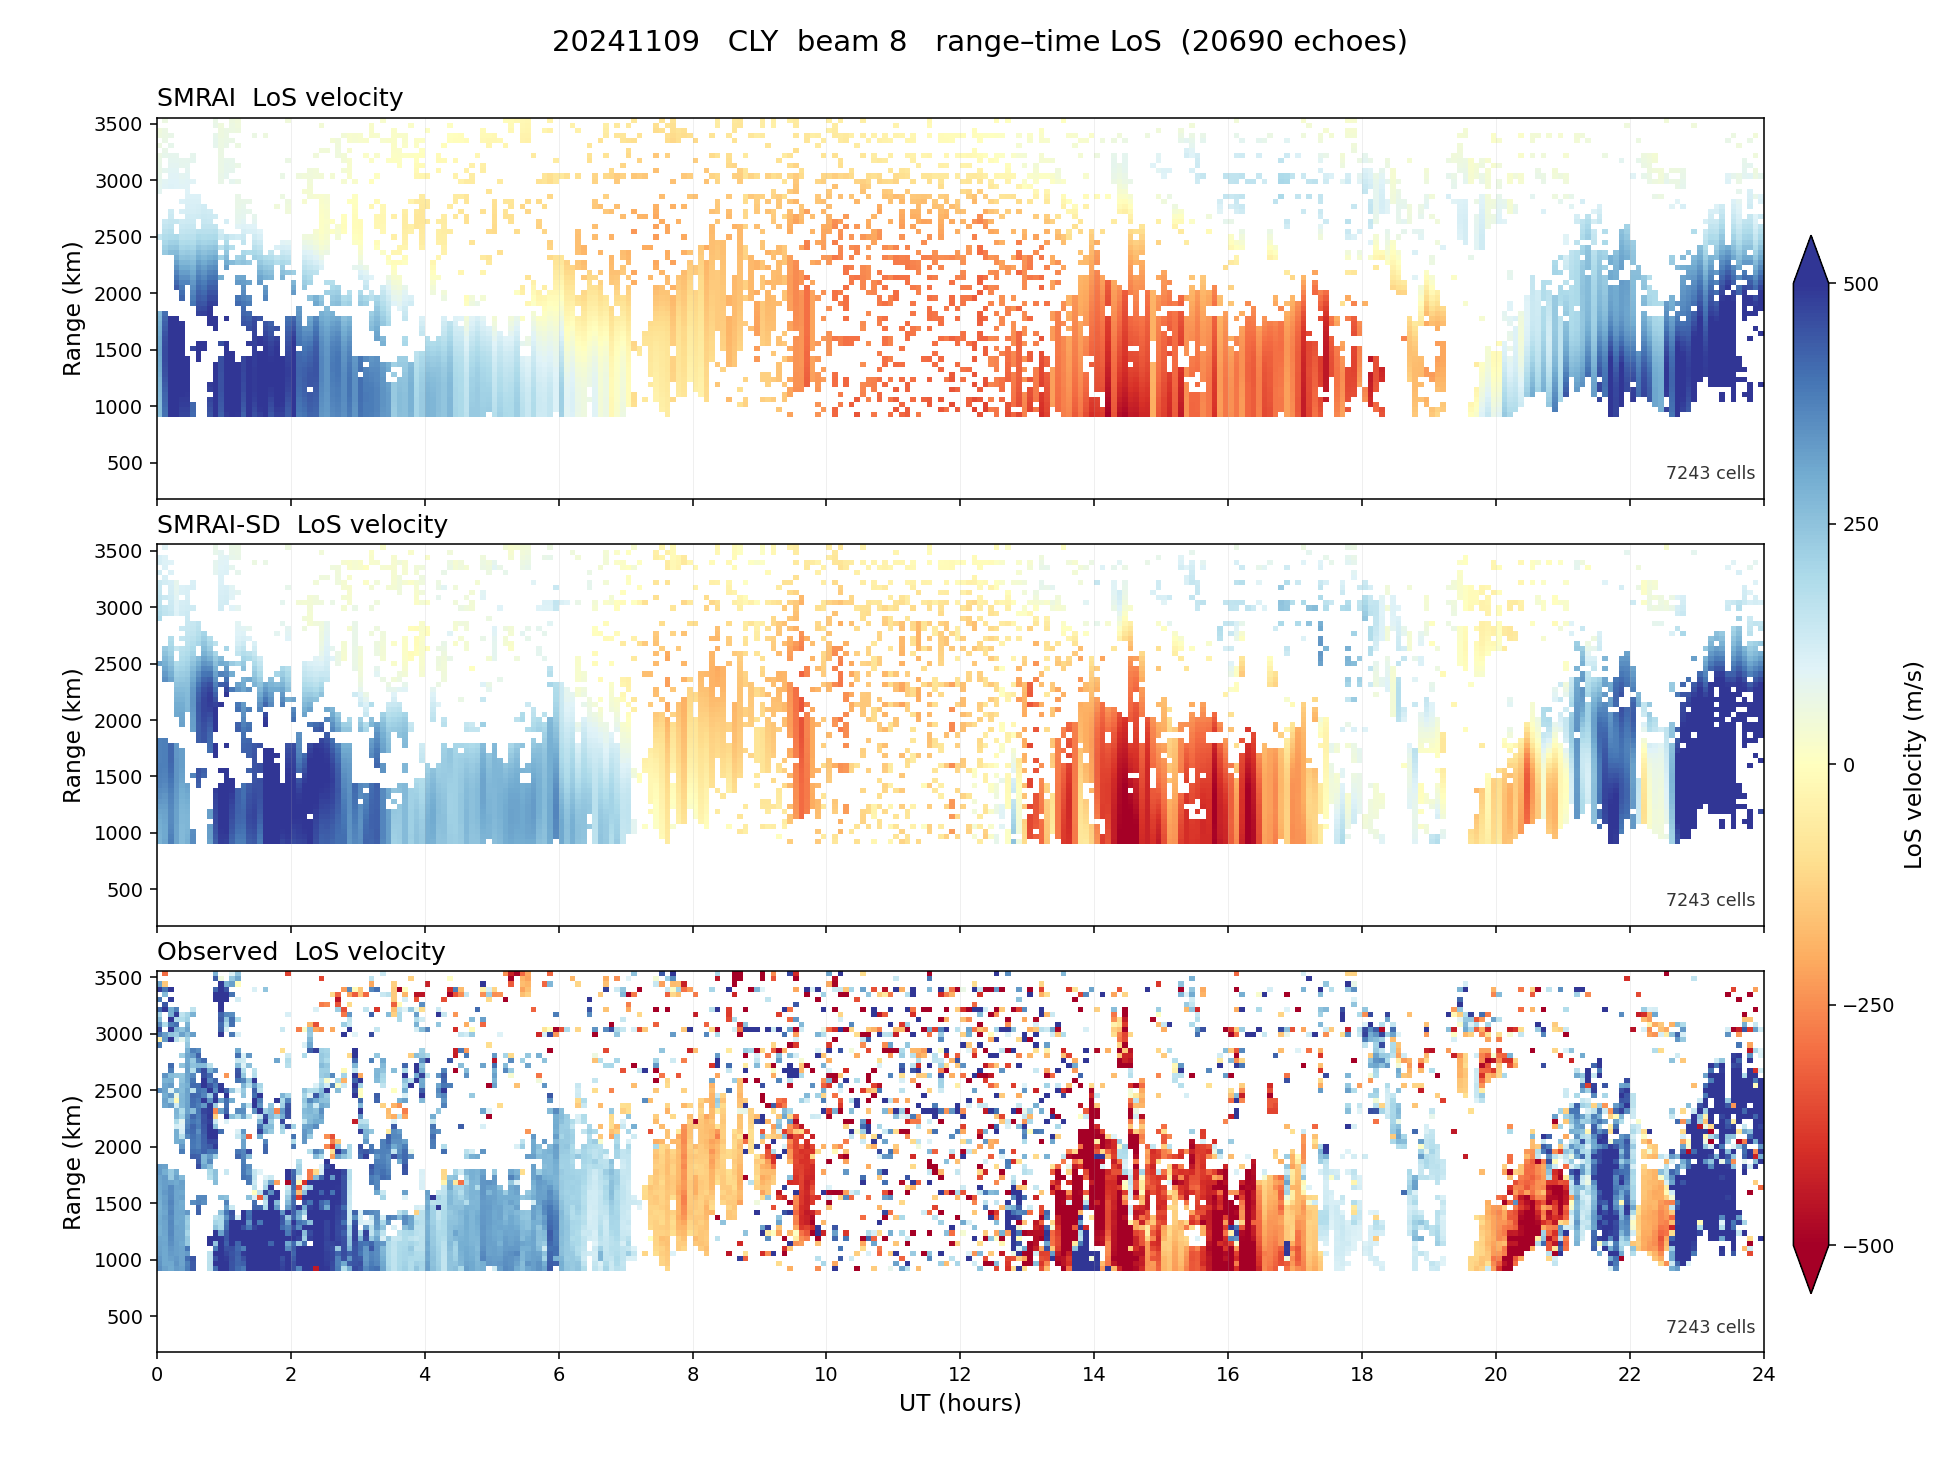 20241109   CLY  beam 8   range–time LoS  (20690 echoes)
SMRAI  LoS velocity
3500
3000
2500
2000
1500
1000
500
Range (km)
7243 cells
SMRAI-SD  LoS velocity
3500
3000
2500
2000
1500
1000
500
Range (km)
7243 cells
Observed  LoS velocity
3500
3000
2500
2000
1500
1000
500
Range (km)
7243 cells
0 2 4 6 8 10 12 14 16 18 20 22 24
UT (hours)
500
250
0
−250
−500
LoS velocity (m/s)